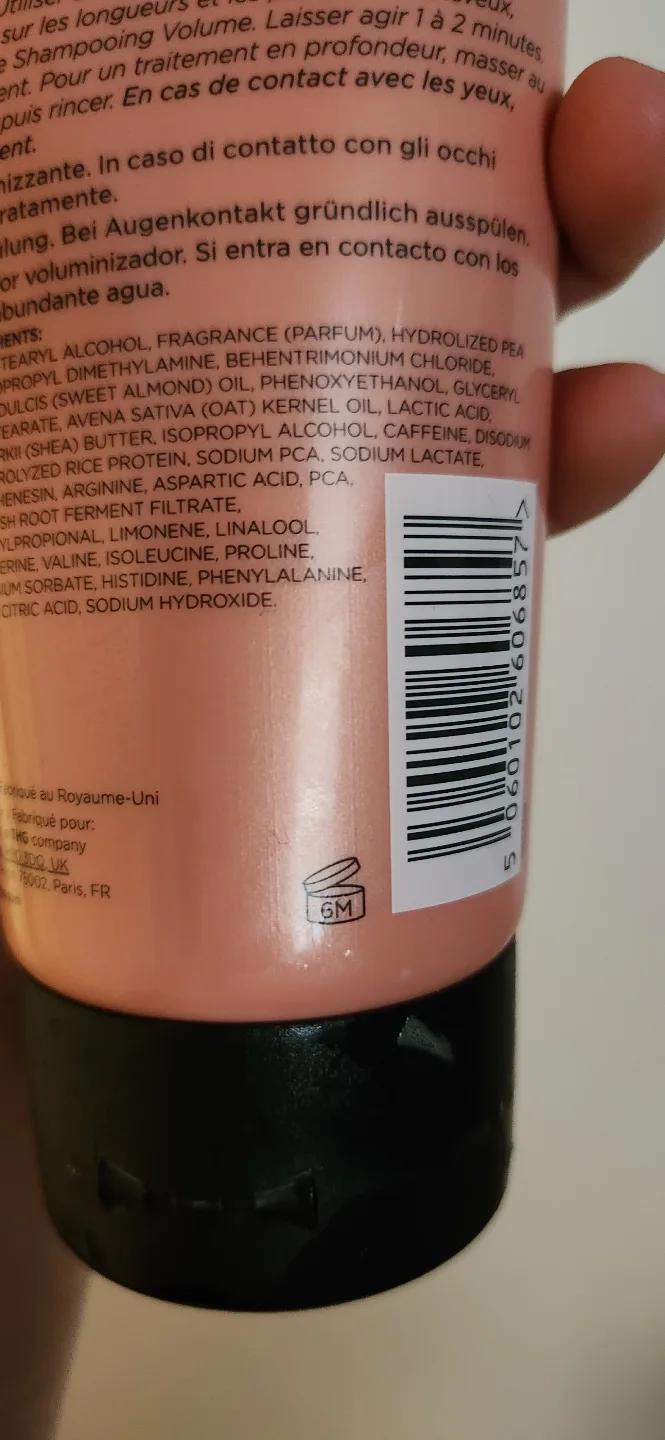 sur les longueurs et les
Shampooing Volume. Laisser agir 1 à 2 minutes.
ent. Pour un traitement en profondeur, masser au
puis rincer. En cas de contact avec les yeux,
ent.
nizzante. In caso di contatto con gli occhi
ratamente.
ülung. Bei Augenkontakt gründlich ausspülen.
or voluminizador. Si entra en contacto con los
bundante agua.
IENTS:
TEARYL ALCOHOL, FRAGRANCE (PARFUM), HYDROLIZED PEA
OPROPYL DIMETHYLAMINE, BEHENTRIMONIUM CHLORIDE,
DULCIS (SWEET ALMOND) OIL, PHENOXYETHANOL, GLYCERYL
TEARATE, AVENA SATIVA (OAT) KERNEL OIL, LACTIC ACID,
RKII (SHEA) BUTTER, ISOPROPYL ALCOHOL, CAFFEINE, DISODIUM
ROLYZED RICE PROTEIN, SODIUM PCA, SODIUM LACTATE,
HENESIN, ARGININE, ASPARTIC ACID, PCA,
SH ROOT FERMENT FILTRATE,
YLPROPIONAL, LIMONENE, LINALOOL,
ERINE, VALINE, ISOLEUCINE, PROLINE,
IUM SORBATE, HISTIDINE, PHENYLALANINE,
CITRIC ACID, SODIUM HYDROXIDE.
5 060102 606857 >
Fabriqué au Royaume-Uni
Fabriqué pour:
THG company
3DQ, UK
75002, Paris, FR
6M